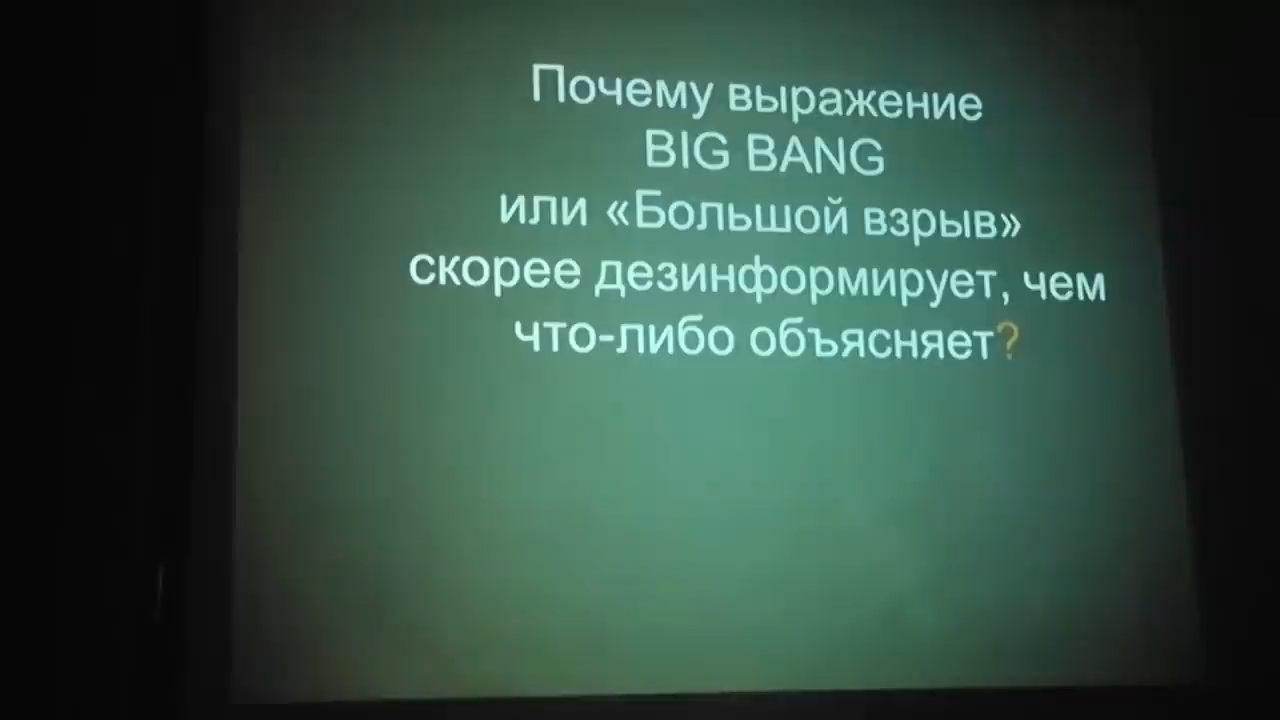 Почему выражение
BIG BANG
или «Большой взрыв»
скорее дезинформирует, чем
что-либо объясняет?